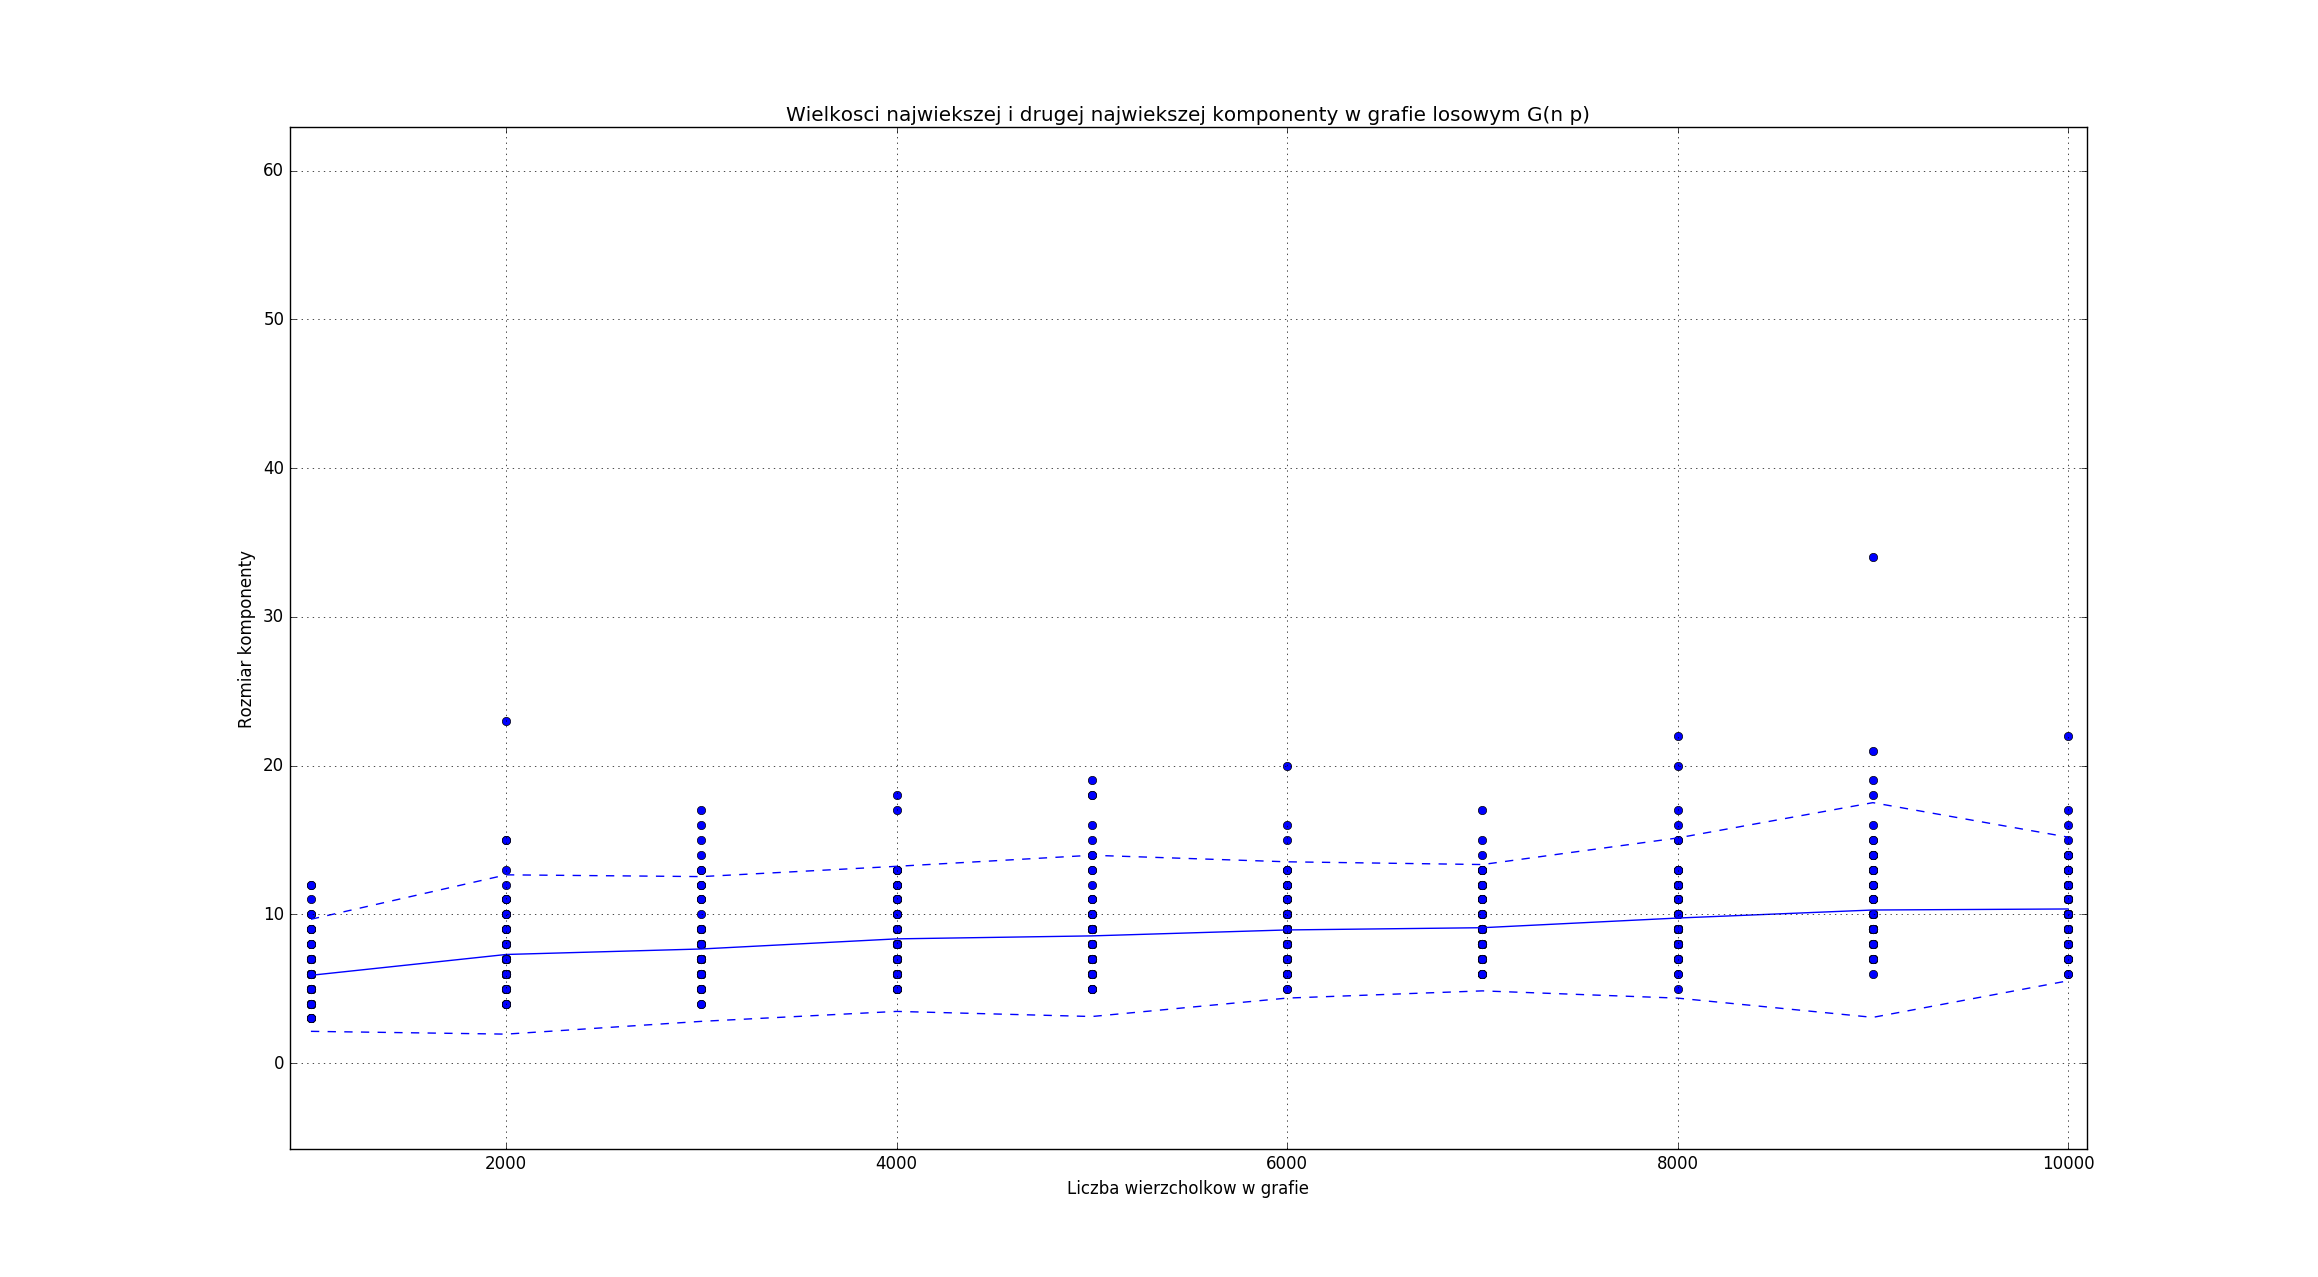 Wielkosci najwiekszej i drugej najwiekszej komponenty w grafie losowym G(n p)
60
50
40
30
20
10
0
Rozmiar komponenty
2000 4000 6000 8000 10000
Liczba wierzcholkow w grafie